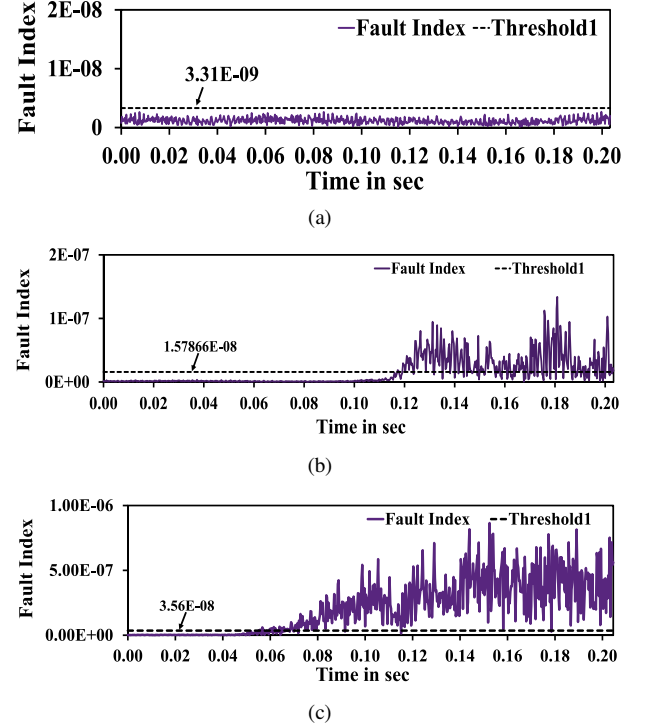 2E-08
Fault Index
Threshold1
1E-08
3.31E-09
Fault Index
0
0.00 0.02 0.04 0.06 0.08 0.10 0.12 0.14 0.16 0.18 0.20
Time in sec
(a)
2E-07
Fault Index
Threshold1
1E-07
1.57866E-08
Fault Index
0E+00
0.00 0.02 0.04 0.06 0.08 0.10 0.12 0.14 0.16 0.18 0.20
Time in sec
(b)
1.00E-06
Fault Index
Threshold1
5.00E-07
3.56E-08
Fault Index
0.00E+00
0.00 0.02 0.04 0.06 0.08 0.10 0.12 0.14 0.16 0.18 0.20
Time in sec
(c)